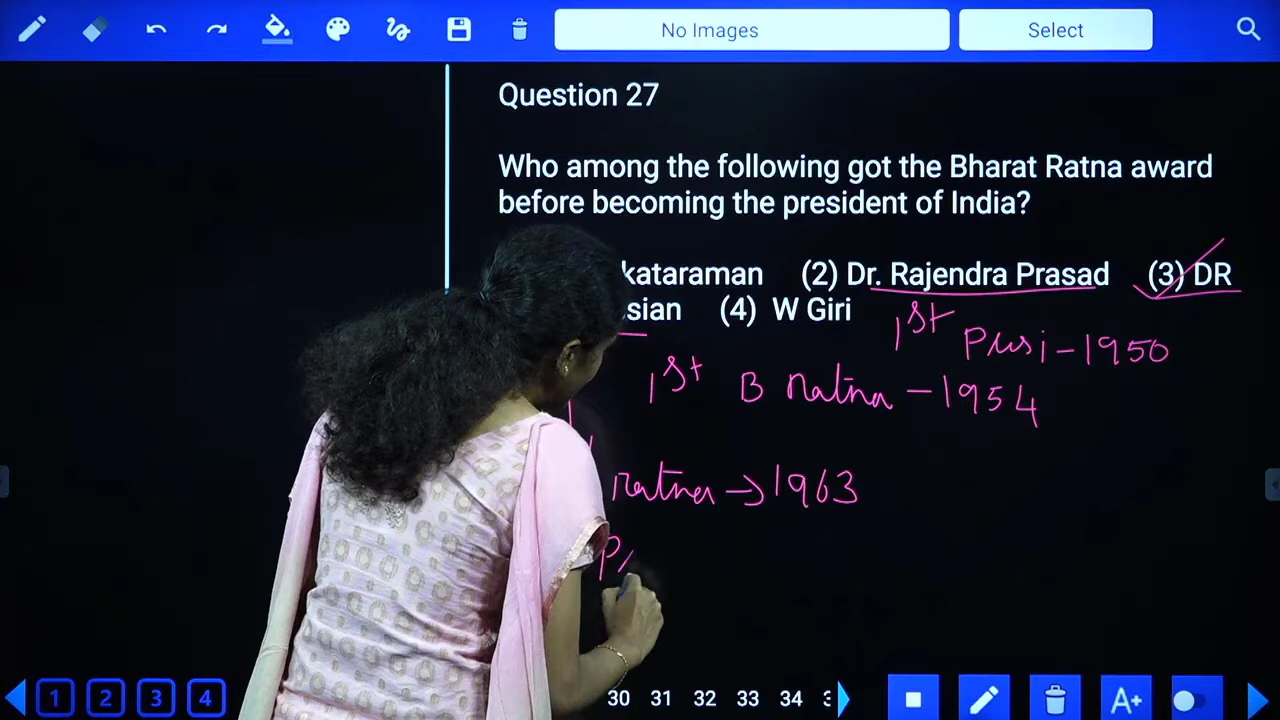 No Images
Select
Question 27
Who among the following got the Bharat Ratna award
before becoming the president of India?
kataraman (2) Dr. Rajendra Prasad (3) DR
sian (4) W Giri
1st Presi - 1950
1st B Ratna - 1954
ratna → 1963
1 2 3 4
30 31 32 33 34
A+